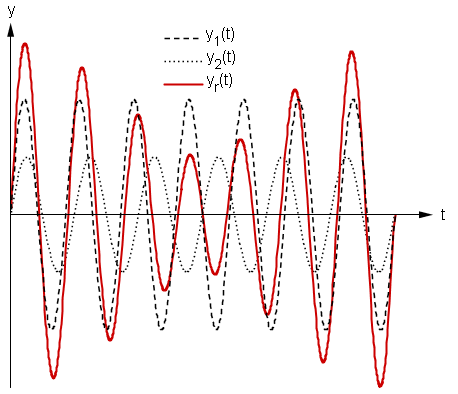 y
y₁(t)
y₂(t)
yᵣ(t)
t